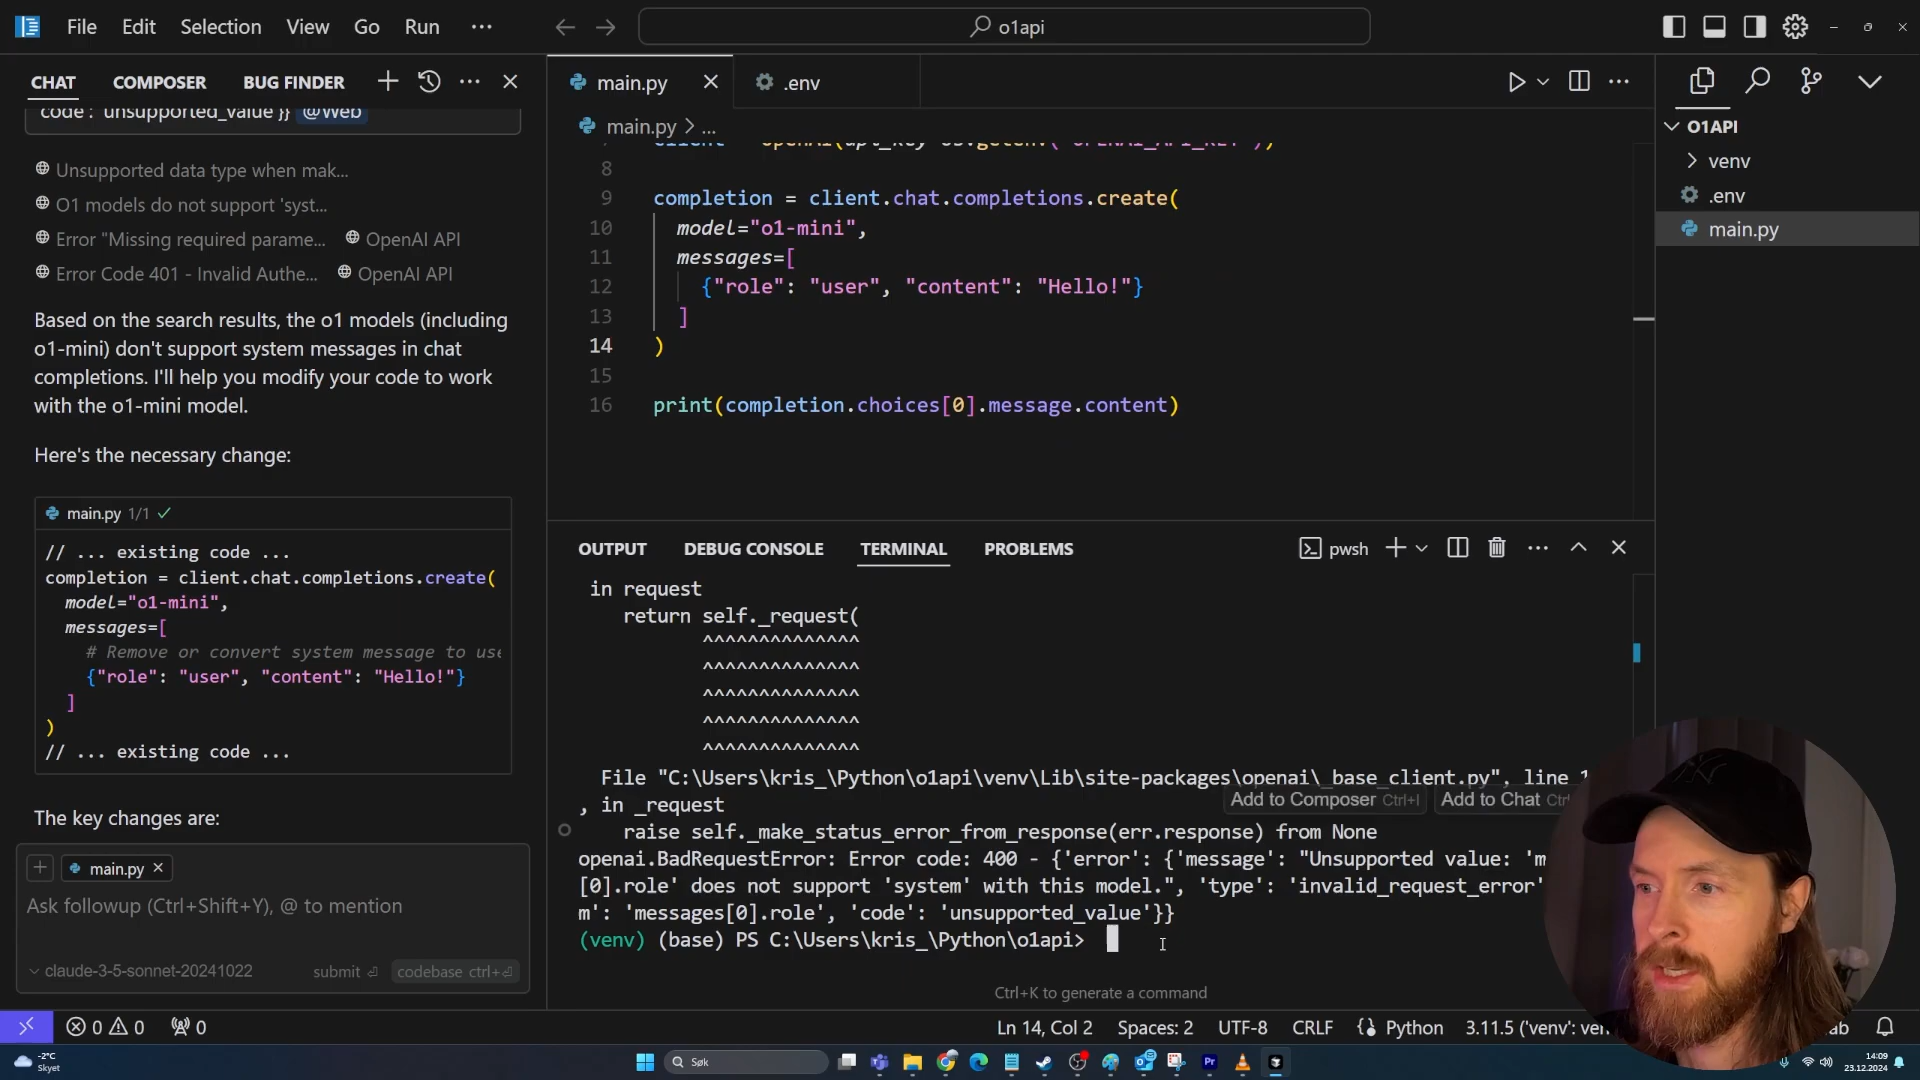 File Edit Selection View Go Run ...
o1api
CHAT COMPOSER BUG FINDER
code': 'unsupported_value'}} @Web
Unsupported data type when mak...
O1 models do not support 'syst...
Error "Missing required parame... OpenAI API
Error Code 401 - Invalid Authe... OpenAI API
Based on the search results, the o1 models (including
o1-mini) don't support system messages in chat
completions. I'll help you modify your code to work
with the o1-mini model.
Here's the necessary change:
main.py 1/1
// ... existing code ...
completion = client.chat.completions.create(
model="o1-mini",
messages=[
# Remove or convert system message to use
{"role": "user", "content": "Hello!"}
]
)
// ... existing code ...
The key changes are:
main.py
Ask followup (Ctrl+Shift+Y), @ to mention
claude-3-5-sonnet-20241022 submit codebase ctrl+
main.py .env
main.py > ...
8
9 completion = client.chat.completions.create(
10 model="o1-mini",
11 messages=[
12 {"role": "user", "content": "Hello!"}
13 ]
14 )
15
16 print(completion.choices[0].message.content)
OUTPUT DEBUG CONSOLE TERMINAL PROBLEMS
pwsh
in request
return self._request(
^^^^^^^^^^^^^^
^^^^^^^^^^^^^^
^^^^^^^^^^^^^^
^^^^^^^^^^^^^^
^^^^^^^^^^^^^^
File "C:\Users\kris_\Python\o1api\venv\Lib\site-packages\openai\_base_client.py", line 1
, in _request
Add to Composer Ctrl+I Add to Chat Ctr
raise self._make_status_error_from_response(err.response) from None
openai.BadRequestError: Error code: 400 - {'error': {'message': "Unsupported value: 'm
[0].role' does not support 'system' with this model.", 'type': 'invalid_request_error'
m': 'messages[0].role', 'code': 'unsupported_value'}}
(venv) (base) PS C:\Users\kris_\Python\o1api>
Ctrl+K to generate a command
O1API
venv
.env
main.py
0 0 0
Ln 14, Col 2 Spaces: 2 UTF-8 CRLF Python 3.11.5 ('venv': ve
-2°C
Skyet
Søk
14:09
23.12.2024